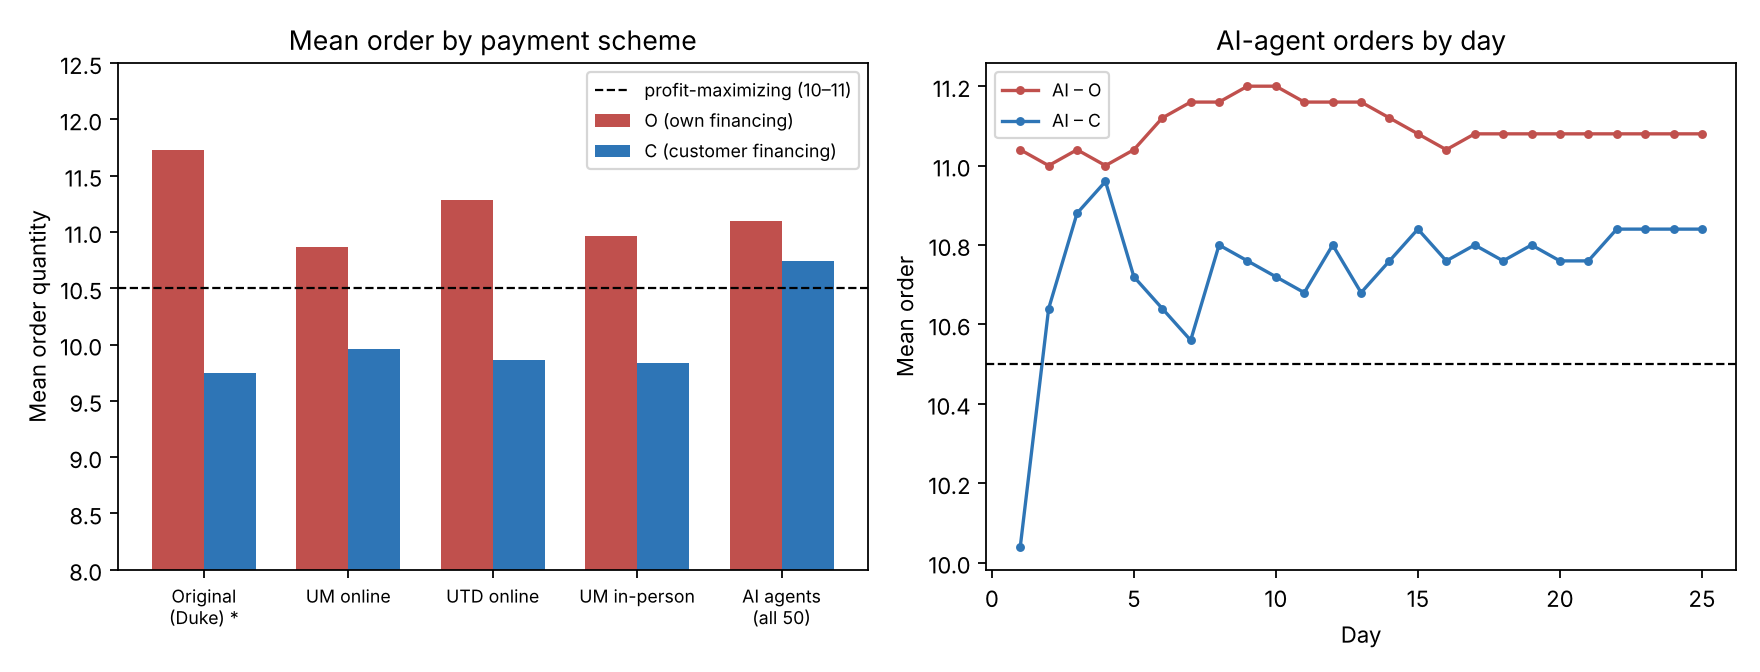 Mean order by payment scheme
12.5
12.0
11.5
11.0
10.5
10.0
9.5
9.0
8.5
8.0
Mean order quantity
profit-maximizing (10–11)
O (own financing)
C (customer financing)
Original
(Duke) *
UM online
UTD online
UM in-person
AI agents
(all 50)
AI-agent orders by day
11.2
11.0
10.8
10.6
10.4
10.2
10.0
Mean order
AI – O
AI – C
0
5
10
15
20
25
Day